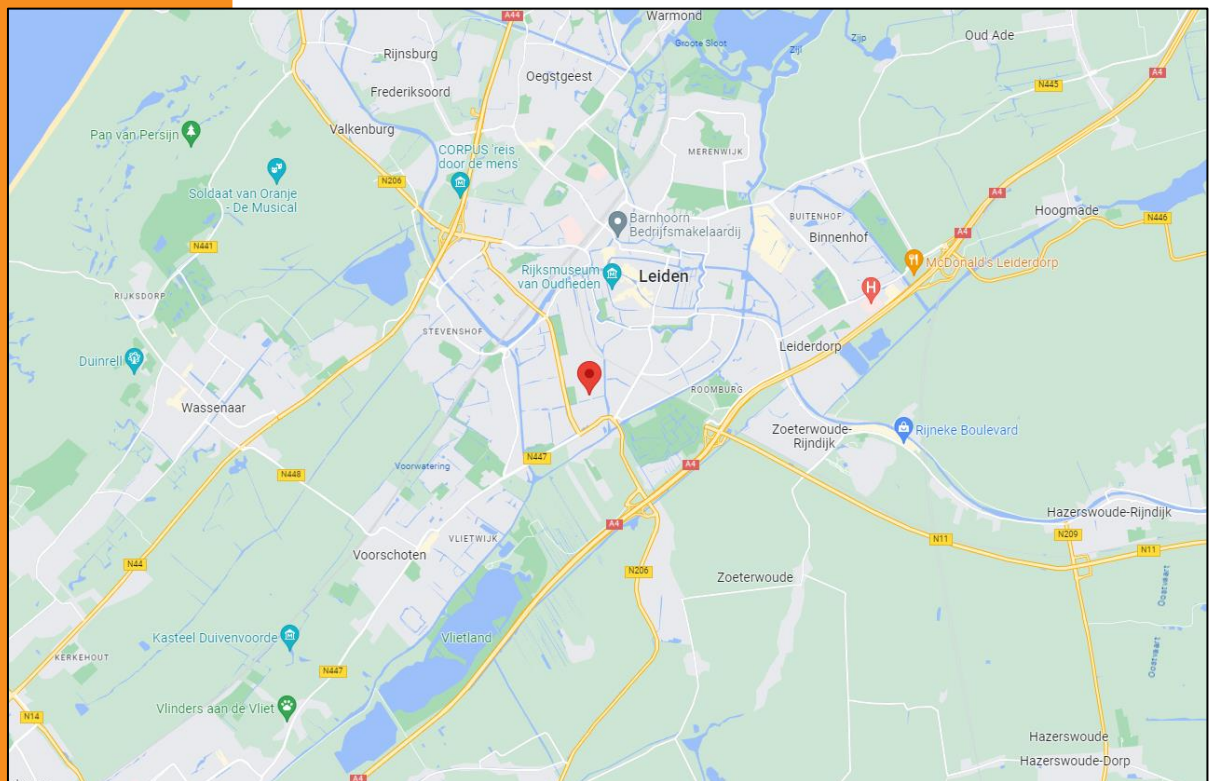 Warmond
A44
Groote Sloot
Zijl
Zijp
Oud Ade
Rijnsburg
Oegstgeest
A4
N445
Frederiksoord
Valkenburg
Pan van Persijn
CORPUS 'reis
door de mens'
MERENWIJK
Soldaat van Oranje
- De Musical
N206
A4
Hoogmade
Barnhoorn
Bedrijfsmakelaardij
BUITENHOF
N446
N441
Binnenhof
A4
McDonald's Leiderdorp
Rijksmuseum
van Oudheden
Leiden
H
RIJKSDORP
STEVENSHOF
Leiderdorp
Duinrell
ROOMBURG
Wassenaar
Zoeterwoude-
Rijndijk
Rijneke Boulevard
N447
Voorwatering
A4
N448
Hazerswoude-Rijndijk
A4
N209
VLIETWIJK
N11
N11
Voorschoten
N44
N206
Zoeterwoude
Oostvaart
Kasteel Duivenvoorde
Vlietland
Oostvaart
KERKEHOUT
N447
Vlinders aan de Vliet
N14
Hazerswoude
Hazerswoude-Dorp
A4